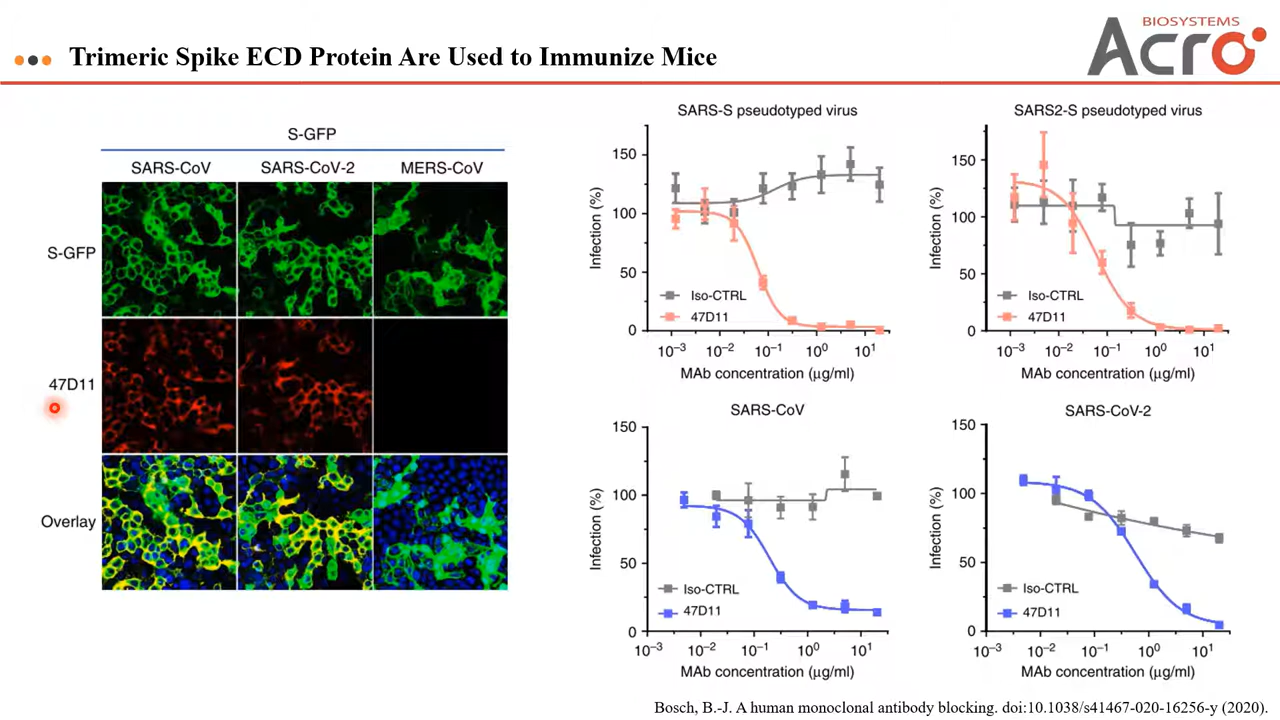 Trimeric Spike ECD Protein Are Used to Immunize Mice
BIOSYSTEMS
Acro
S-GFP
SARS-CoV
SARS-CoV-2
MERS-CoV
S-GFP
47D11
Overlay
SARS-S pseudotyped virus
Infection (%)
150
100
50
0
Iso-CTRL
47D11
10⁻³
10⁻²
10⁻¹
10⁰
10¹
MAb concentration (μg/ml)
SARS2-S pseudotyped virus
Infection (%)
150
100
50
0
Iso-CTRL
47D11
10⁻³
10⁻²
10⁻¹
10⁰
10¹
MAb concentration (μg/ml)
SARS-CoV
Infection (%)
150
100
50
0
Iso-CTRL
47D11
10⁻³
10⁻²
10⁻¹
10⁰
10¹
MAb concentration (μg/ml)
SARS-CoV-2
Infection (%)
150
100
50
0
Iso-CTRL
47D11
10⁻³
10⁻²
10⁻¹
10⁰
10¹
MAb concentration (μg/ml)
Bosch, B.-J. A human monoclonal antibody blocking. doi:10.1038/s41467-020-16256-y (2020).